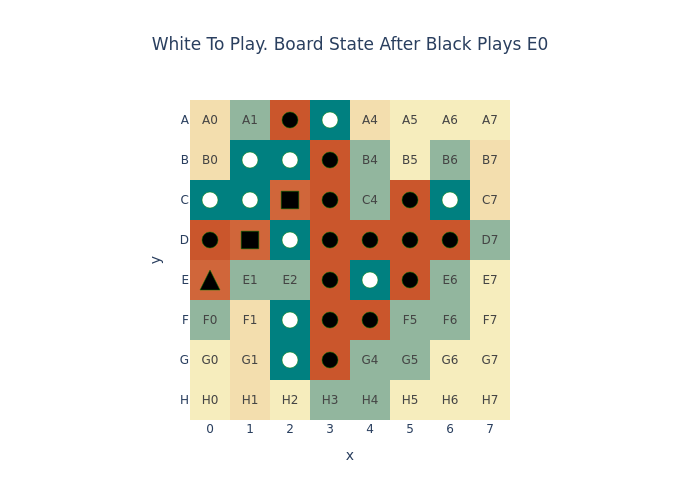 White To Play. Board State After Black Plays E0
A A0 A1 A4 A5 A6 A7
B B0 B4 B5 B6 B7
C C4 C7
D D7
E E1 E2 E6 E7
F F0 F1 F5 F6 F7
G G0 G1 G4 G5 G6 G7
H H0 H1 H2 H3 H4 H5 H6 H7
0 1 2 3 4 5 6 7
x
y